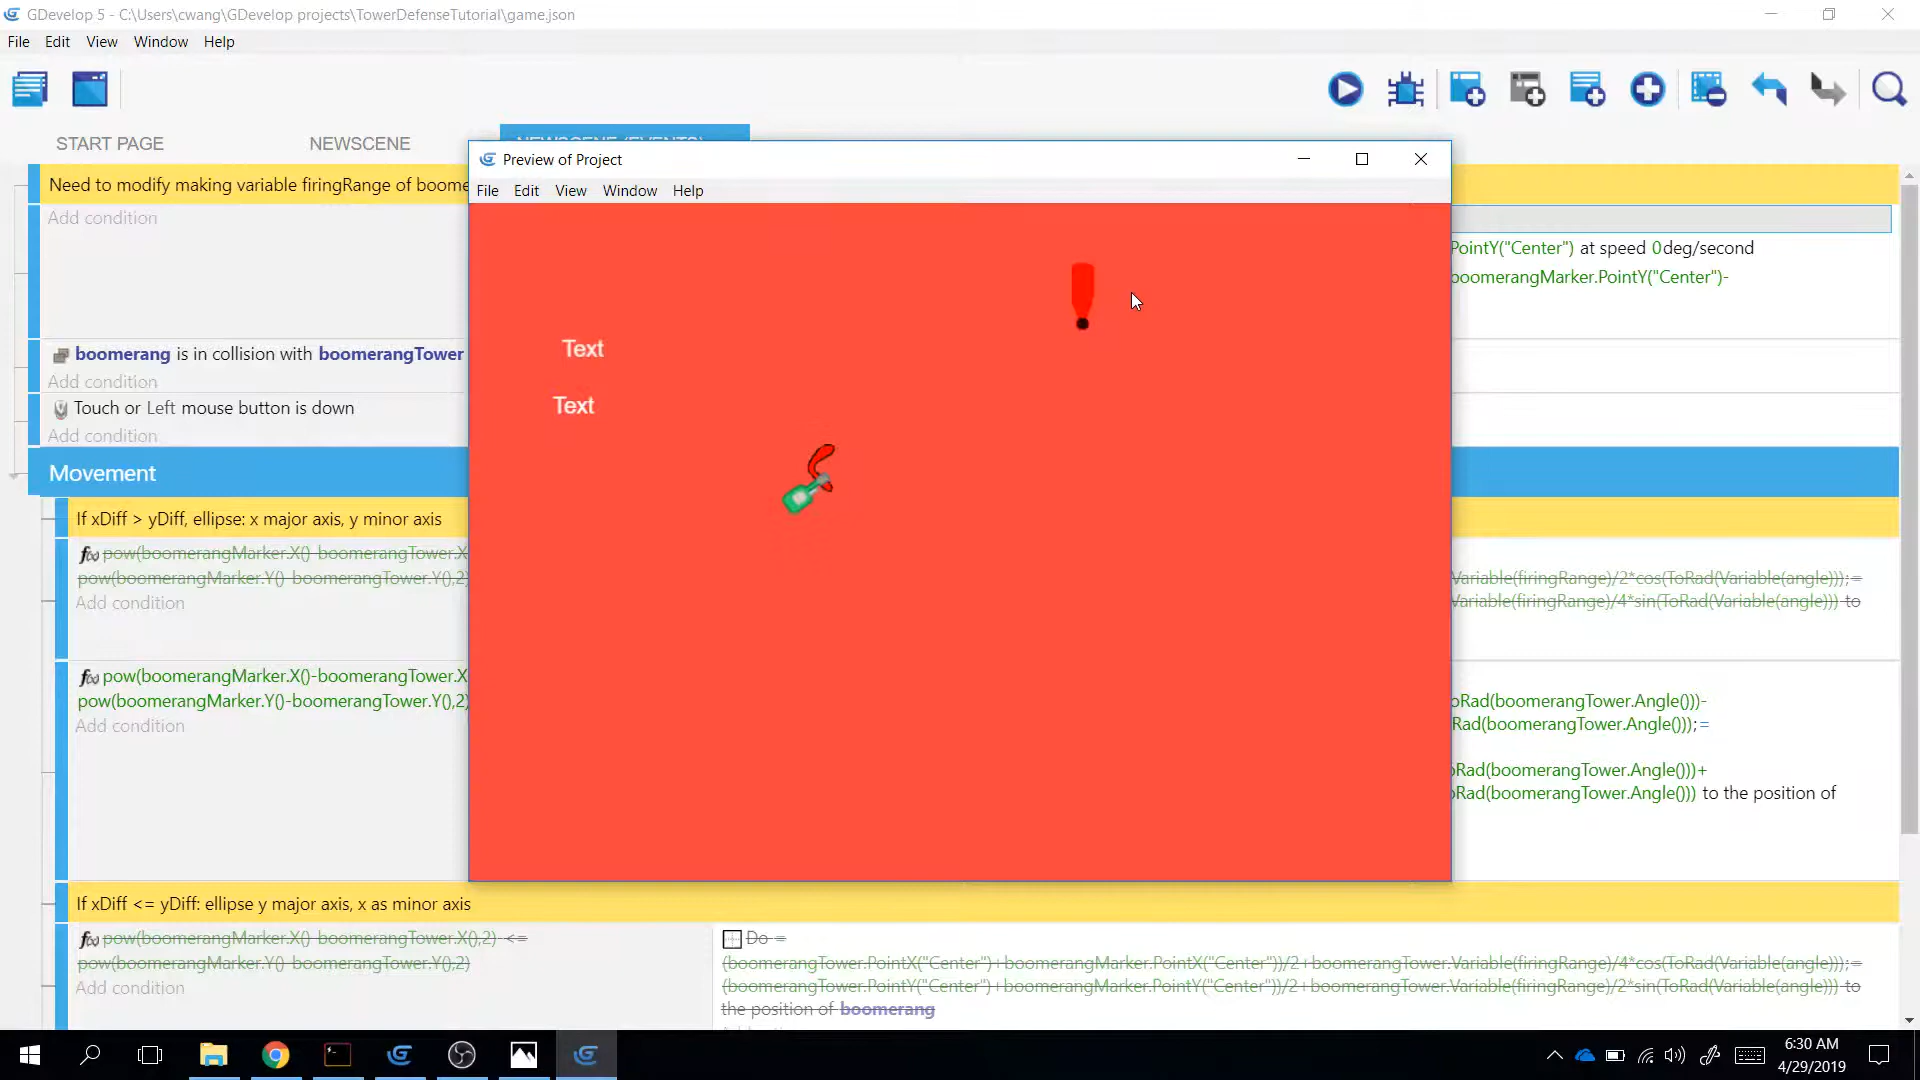 GDevelop 5 - C:\Users\cwang\GDevelop projects\TowerDefenseTutorial\game.json
File Edit View Window Help
START PAGE NEWSCENE NEWSCENE (EVENTS)
Preview of Project
File Edit View Window Help
Need to modify making variable firingRange of boome
Add condition
PointY("Center") at speed 0deg/second
boomerangMarker.PointY("Center")-
Text
boomerang is in collision with boomerangTower
Add condition
Touch or Left mouse button is down
Text
Add condition
Movement
If xDiff > yDiff, ellipse: x major axis, y minor axis
pow(boomerangMarker.X()-boomerangTower.X
pow(boomerangMarker.Y()-boomerangTower.Y(),2)
Variable(firingRange)/2*cos(ToRad(Variable(angle)));=
Add condition
Variable(firingRange)/4*sin(ToRad(Variable(angle))) to
pow(boomerangMarker.X()-boomerangTower.X
pow(boomerangMarker.Y()-boomerangTower.Y(),2)
oRad(boomerangTower.Angle()))-
Add condition
Rad(boomerangTower.Angle()));=
oRad(boomerangTower.Angle()))+
oRad(boomerangTower.Angle())) to the position of
If xDiff <= yDiff: ellipse y major axis, x as minor axis
pow(boomerangMarker.X()-boomerangTower.X(),2) <=
pow(boomerangMarker.Y()-boomerangTower.Y(),2)
Add condition
Do =
(boomerangTower.PointX("Center")+boomerangMarker.PointX("Center"))/2+boomerangTower.Variable(firingRange)/4*cos(ToRad(Variable(angle)));=
(boomerangTower.PointY("Center")+boomerangMarker.PointY("Center"))/2+boomerangTower.Variable(firingRange)/2*sin(ToRad(Variable(angle))) to
the position of boomerang
6:30 AM
4/29/2019